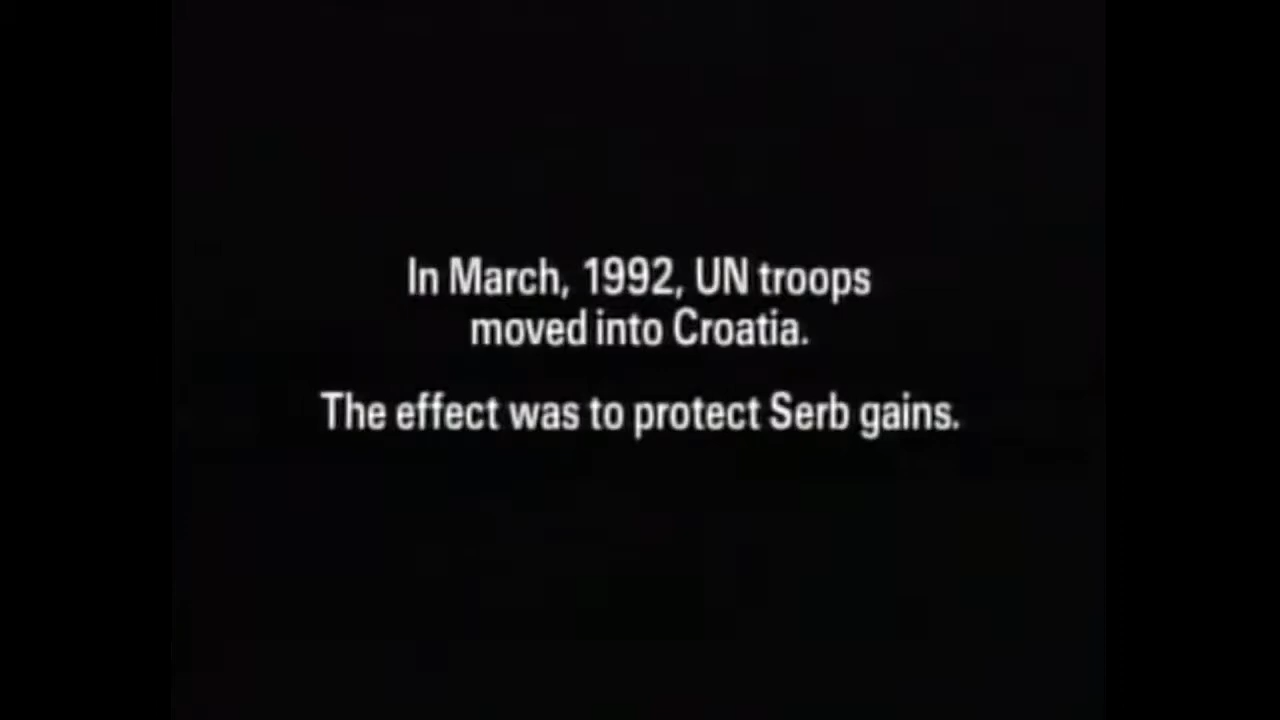 In March, 1992, UN troops
moved into Croatia.
The effect was to protect Serb gains.